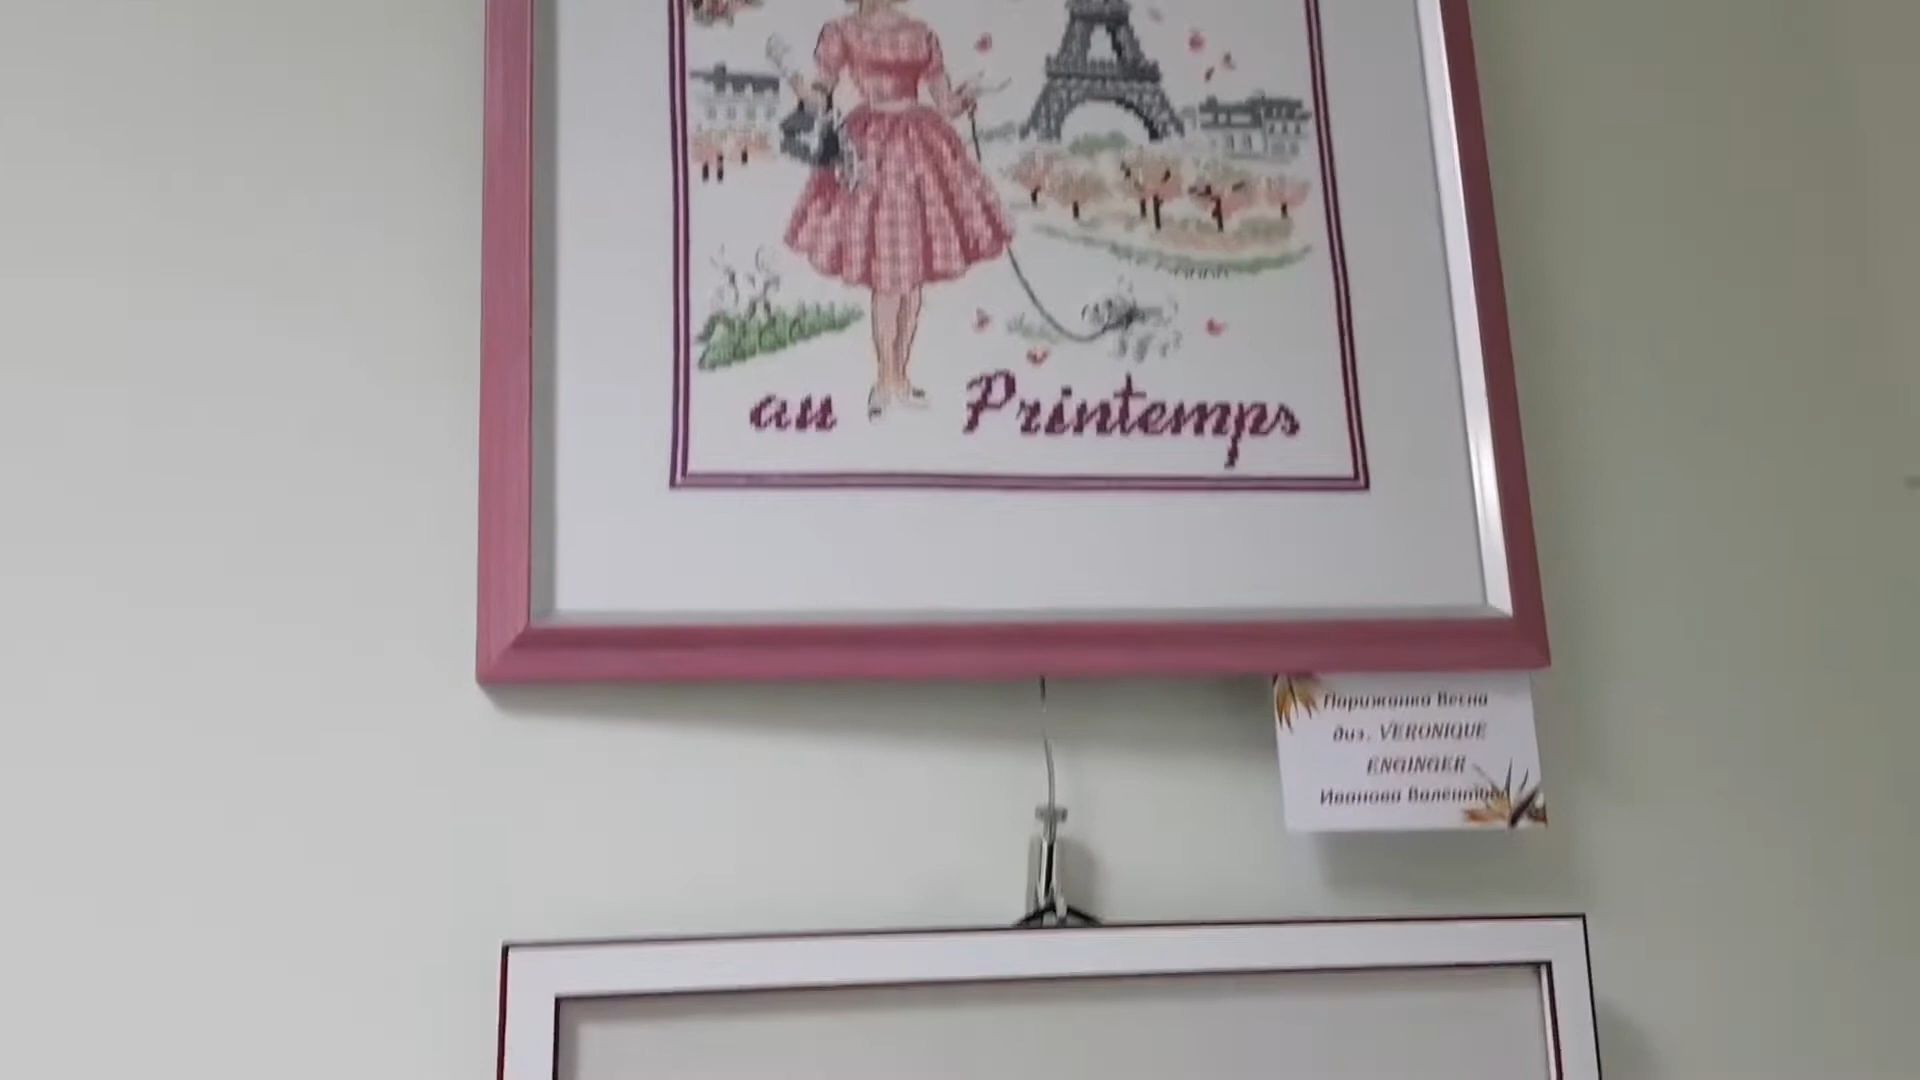 au Printemps
Парижанка Весна
диз. VERONIQUE
ENGINGER
Иванова